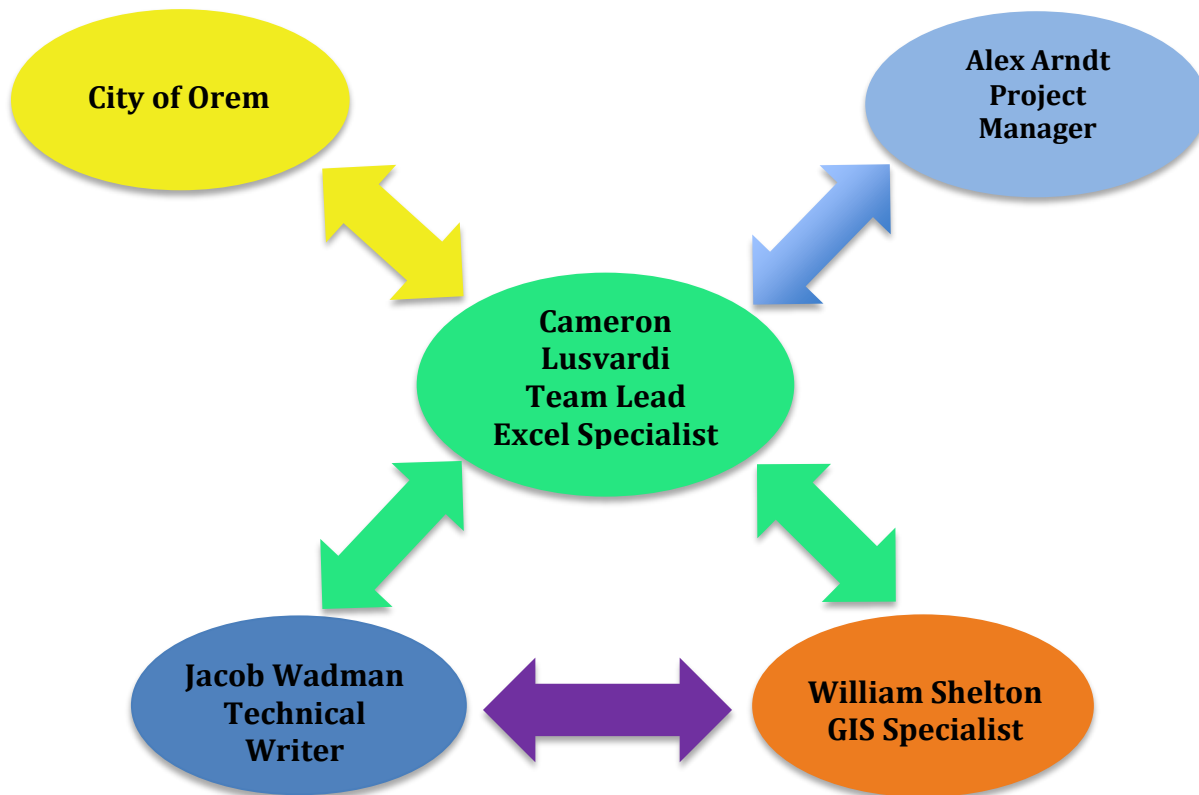 City of Orem
Alex Arndt
Project
Manager
Cameron
Lusvardi
Team Lead
Excel Specialist
Jacob Wadman
Technical
Writer
William Shelton
GIS Specialist